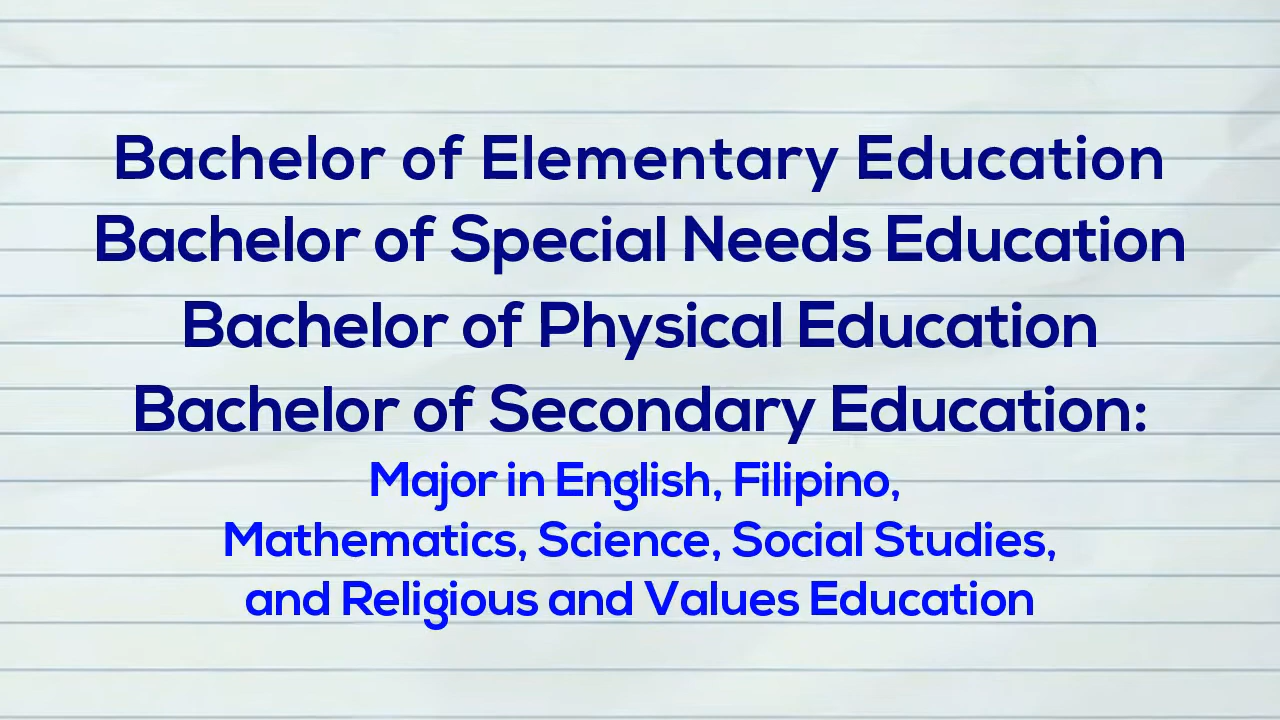 Bachelor of Elementary Education
Bachelor of Special Needs Education
Bachelor of Physical Education
Bachelor of Secondary Education:
Major in English, Filipino,
Mathematics, Science, Social Studies,
and Religious and Values Education